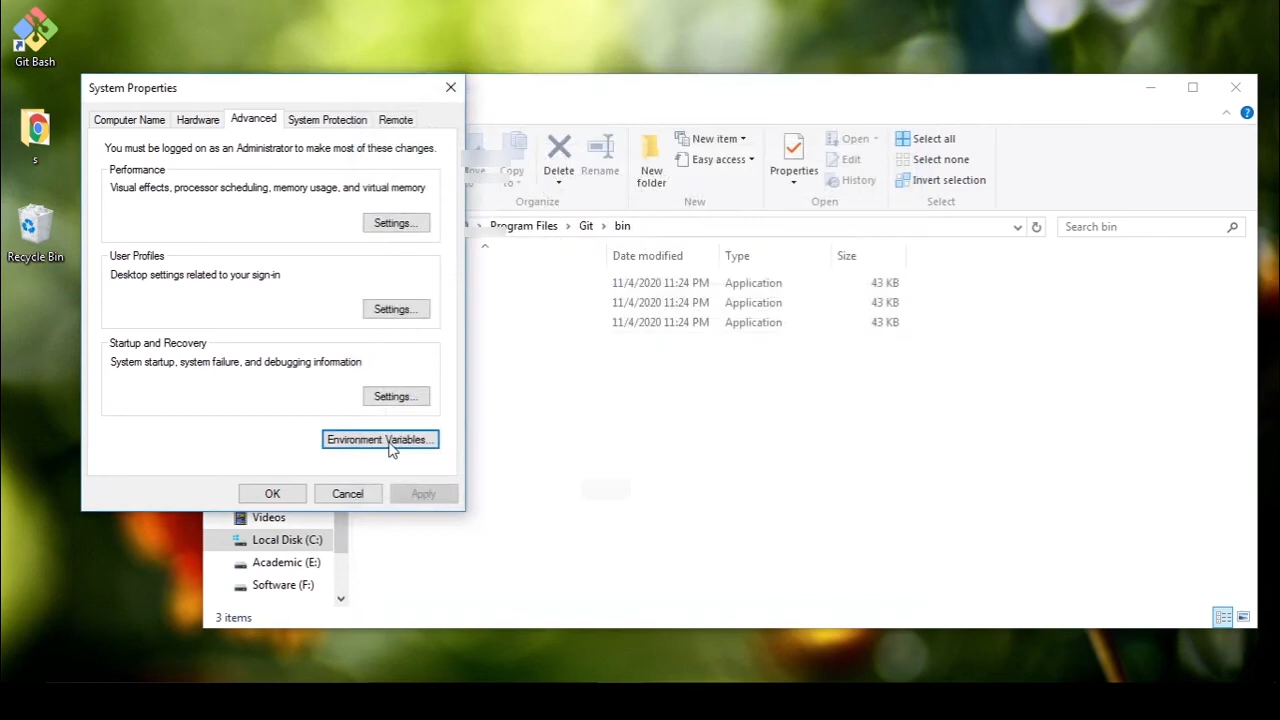 Git Bash
s
Recycle Bin
System Properties
Computer Name
Hardware
Advanced
System Protection
Remote
You must be logged on as an Administrator to make most of these changes.
Performance
Visual effects, processor scheduling, memory usage, and virtual memory
Settings...
User Profiles
Desktop settings related to your sign-in
Settings...
Startup and Recovery
System startup, system failure, and debugging information
Settings...
Environment Variables...
OK
Cancel
Apply
Copy
Delete
Rename
Organize
New
folder
New item
Easy access
New
Properties
Open
Edit
History
Open
Select all
Select none
Invert selection
Select
Program Files > Git > bin
Search bin
Date modified
Type
Size
11/4/2020 11:24 PM Application 43 KB
11/4/2020 11:24 PM Application 43 KB
11/4/2020 11:24 PM Application 43 KB
Videos
Local Disk (C:)
Academic (E:)
Software (F:)
3 items